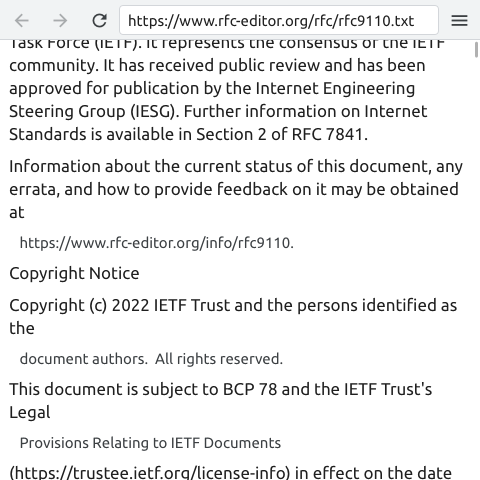 https://www.rfc-editor.org/rfc/rfc9110.txt
Task Force (IETF). It represents the consensus of the IETF
community. It has received public review and has been
approved for publication by the Internet Engineering
Steering Group (IESG). Further information on Internet
Standards is available in Section 2 of RFC 7841.
Information about the current status of this document, any
errata, and how to provide feedback on it may be obtained
at
https://www.rfc-editor.org/info/rfc9110.
Copyright Notice
Copyright (c) 2022 IETF Trust and the persons identified as
the
document authors.  All rights reserved.
This document is subject to BCP 78 and the IETF Trust's
Legal
Provisions Relating to IETF Documents
(https://trustee.ietf.org/license-info) in effect on the date